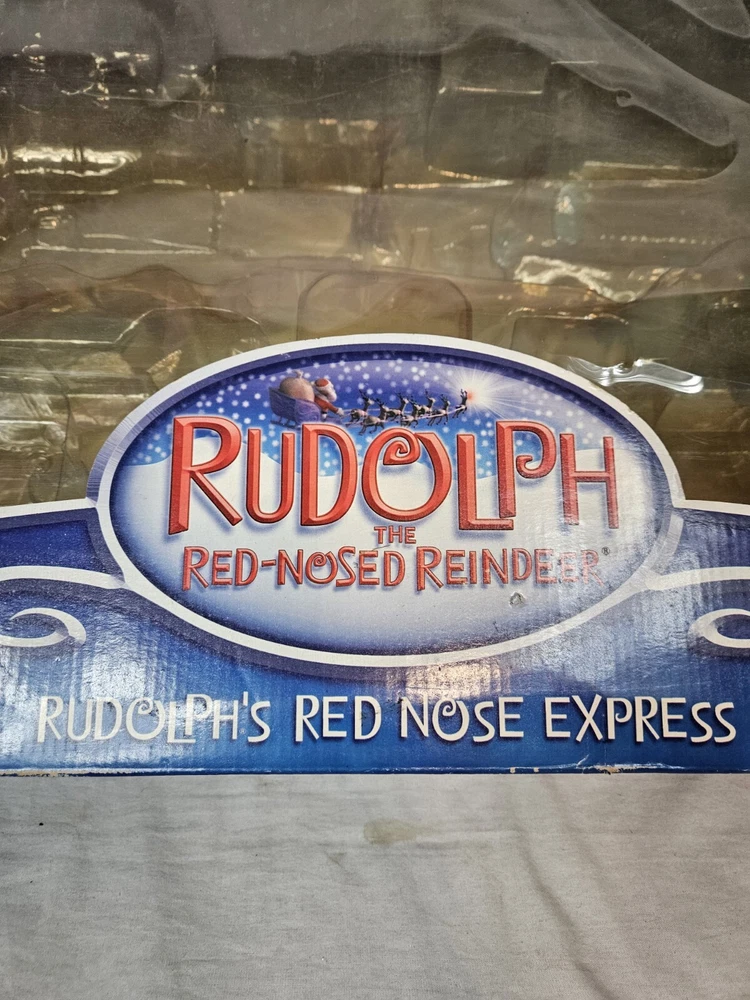 RUDOLPH
THE
RED-NOSED REINDEER®
RUDOLPH'S RED NOSE EXPRESS